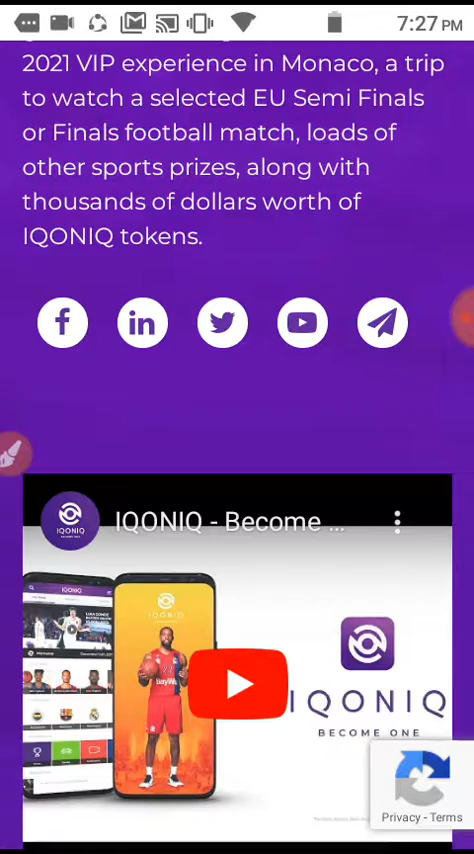 7:27 PM
2021 VIP experience in Monaco, a trip
to watch a selected EU Semi Finals
or Finals football match, loads of
other sports prizes, along with
thousands of dollars worth of
IQONIQ tokens.
IQONIQ - Become ...
IQONIQ
IQONIQ
IQONIQ
IQONIQ
BECOME ONE
Privacy - Terms